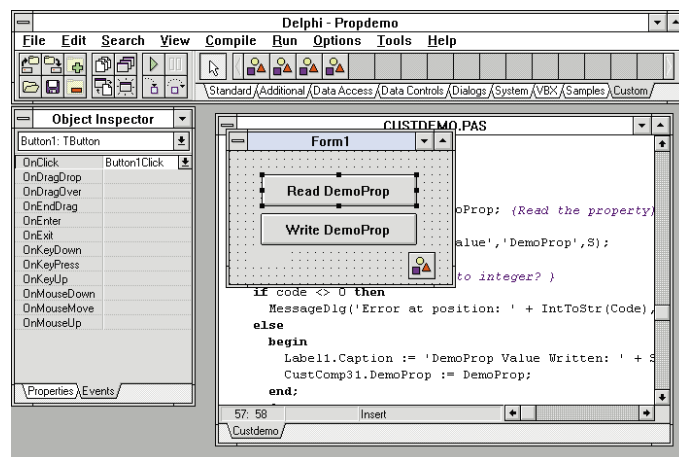 Delphi - Propdemo
File Edit Search View Compile Run Options Tools Help
Standard Additional Data Access Data Controls Dialogs System VBX Samples Custom
Object Inspector
Button1: TButton
OnClick Button1Click
OnDragDrop
OnDragOver
OnEndDrag
OnEnter
OnExit
OnKeyDown
OnKeyPress
OnKeyUp
OnMouseDown
OnMouseMove
OnMouseUp
Properties Events
CUSTDEMO.PAS
Form1
Read DemoProp
Write DemoProp
oProp; {Read the property}
alue','DemoProp',S);
to integer? }
if code <> 0 then
MessageDlg('Error at position: ' + IntToStr(Code),
else
begin
Label1.Caption := 'DemoProp Value Written: ' + S
CustComp31.DemoProp := DemoProp;
end;
57: 58 Insert
Custdemo